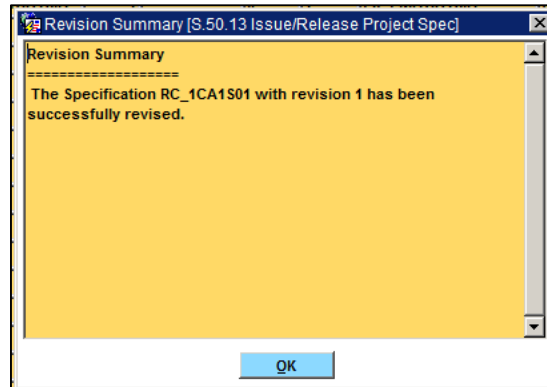 Revision Summary [S.50.13 Issue/Release Project Spec]
Revision Summary
===================
The Specification RC_1CA1S01 with revision 1 has been
successfully revised.
OK